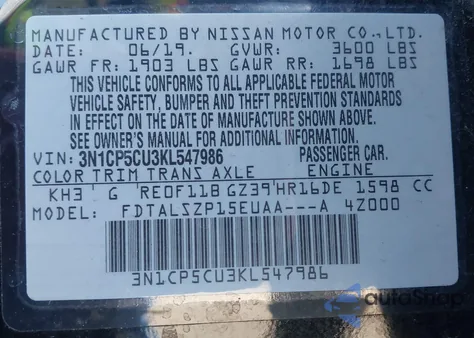 MANUFACTURED BY NISSAN MOTOR CO.,LTD.
DATE: 06/19. GVWR: 3600 LBS
GAWR FR: 1903 LBS GAWR RR: 1698 LBS
THIS VEHICLE CONFORMS TO ALL APPLICABLE FEDERAL MOTOR
VEHICLE SAFETY, BUMPER AND THEFT PREVENTION STANDARDS
IN EFFECT ON THE DATE OF MANUFACTURE SHOWN ABOVE.
SEE OWNER'S MANUAL FOR ADDITIONAL INFORMATION.
VIN: 3N1CP5CU3KL547986 PASSENGER CAR.
COLOR TRIM TRANS AXLE ENGINE
KH3 G RE0F11B GZ39 HR16DE 1598 CC
MODEL: FDTALSZP15EUAA---A 4Z000
3N1CP5CU3KL547986
autoShop